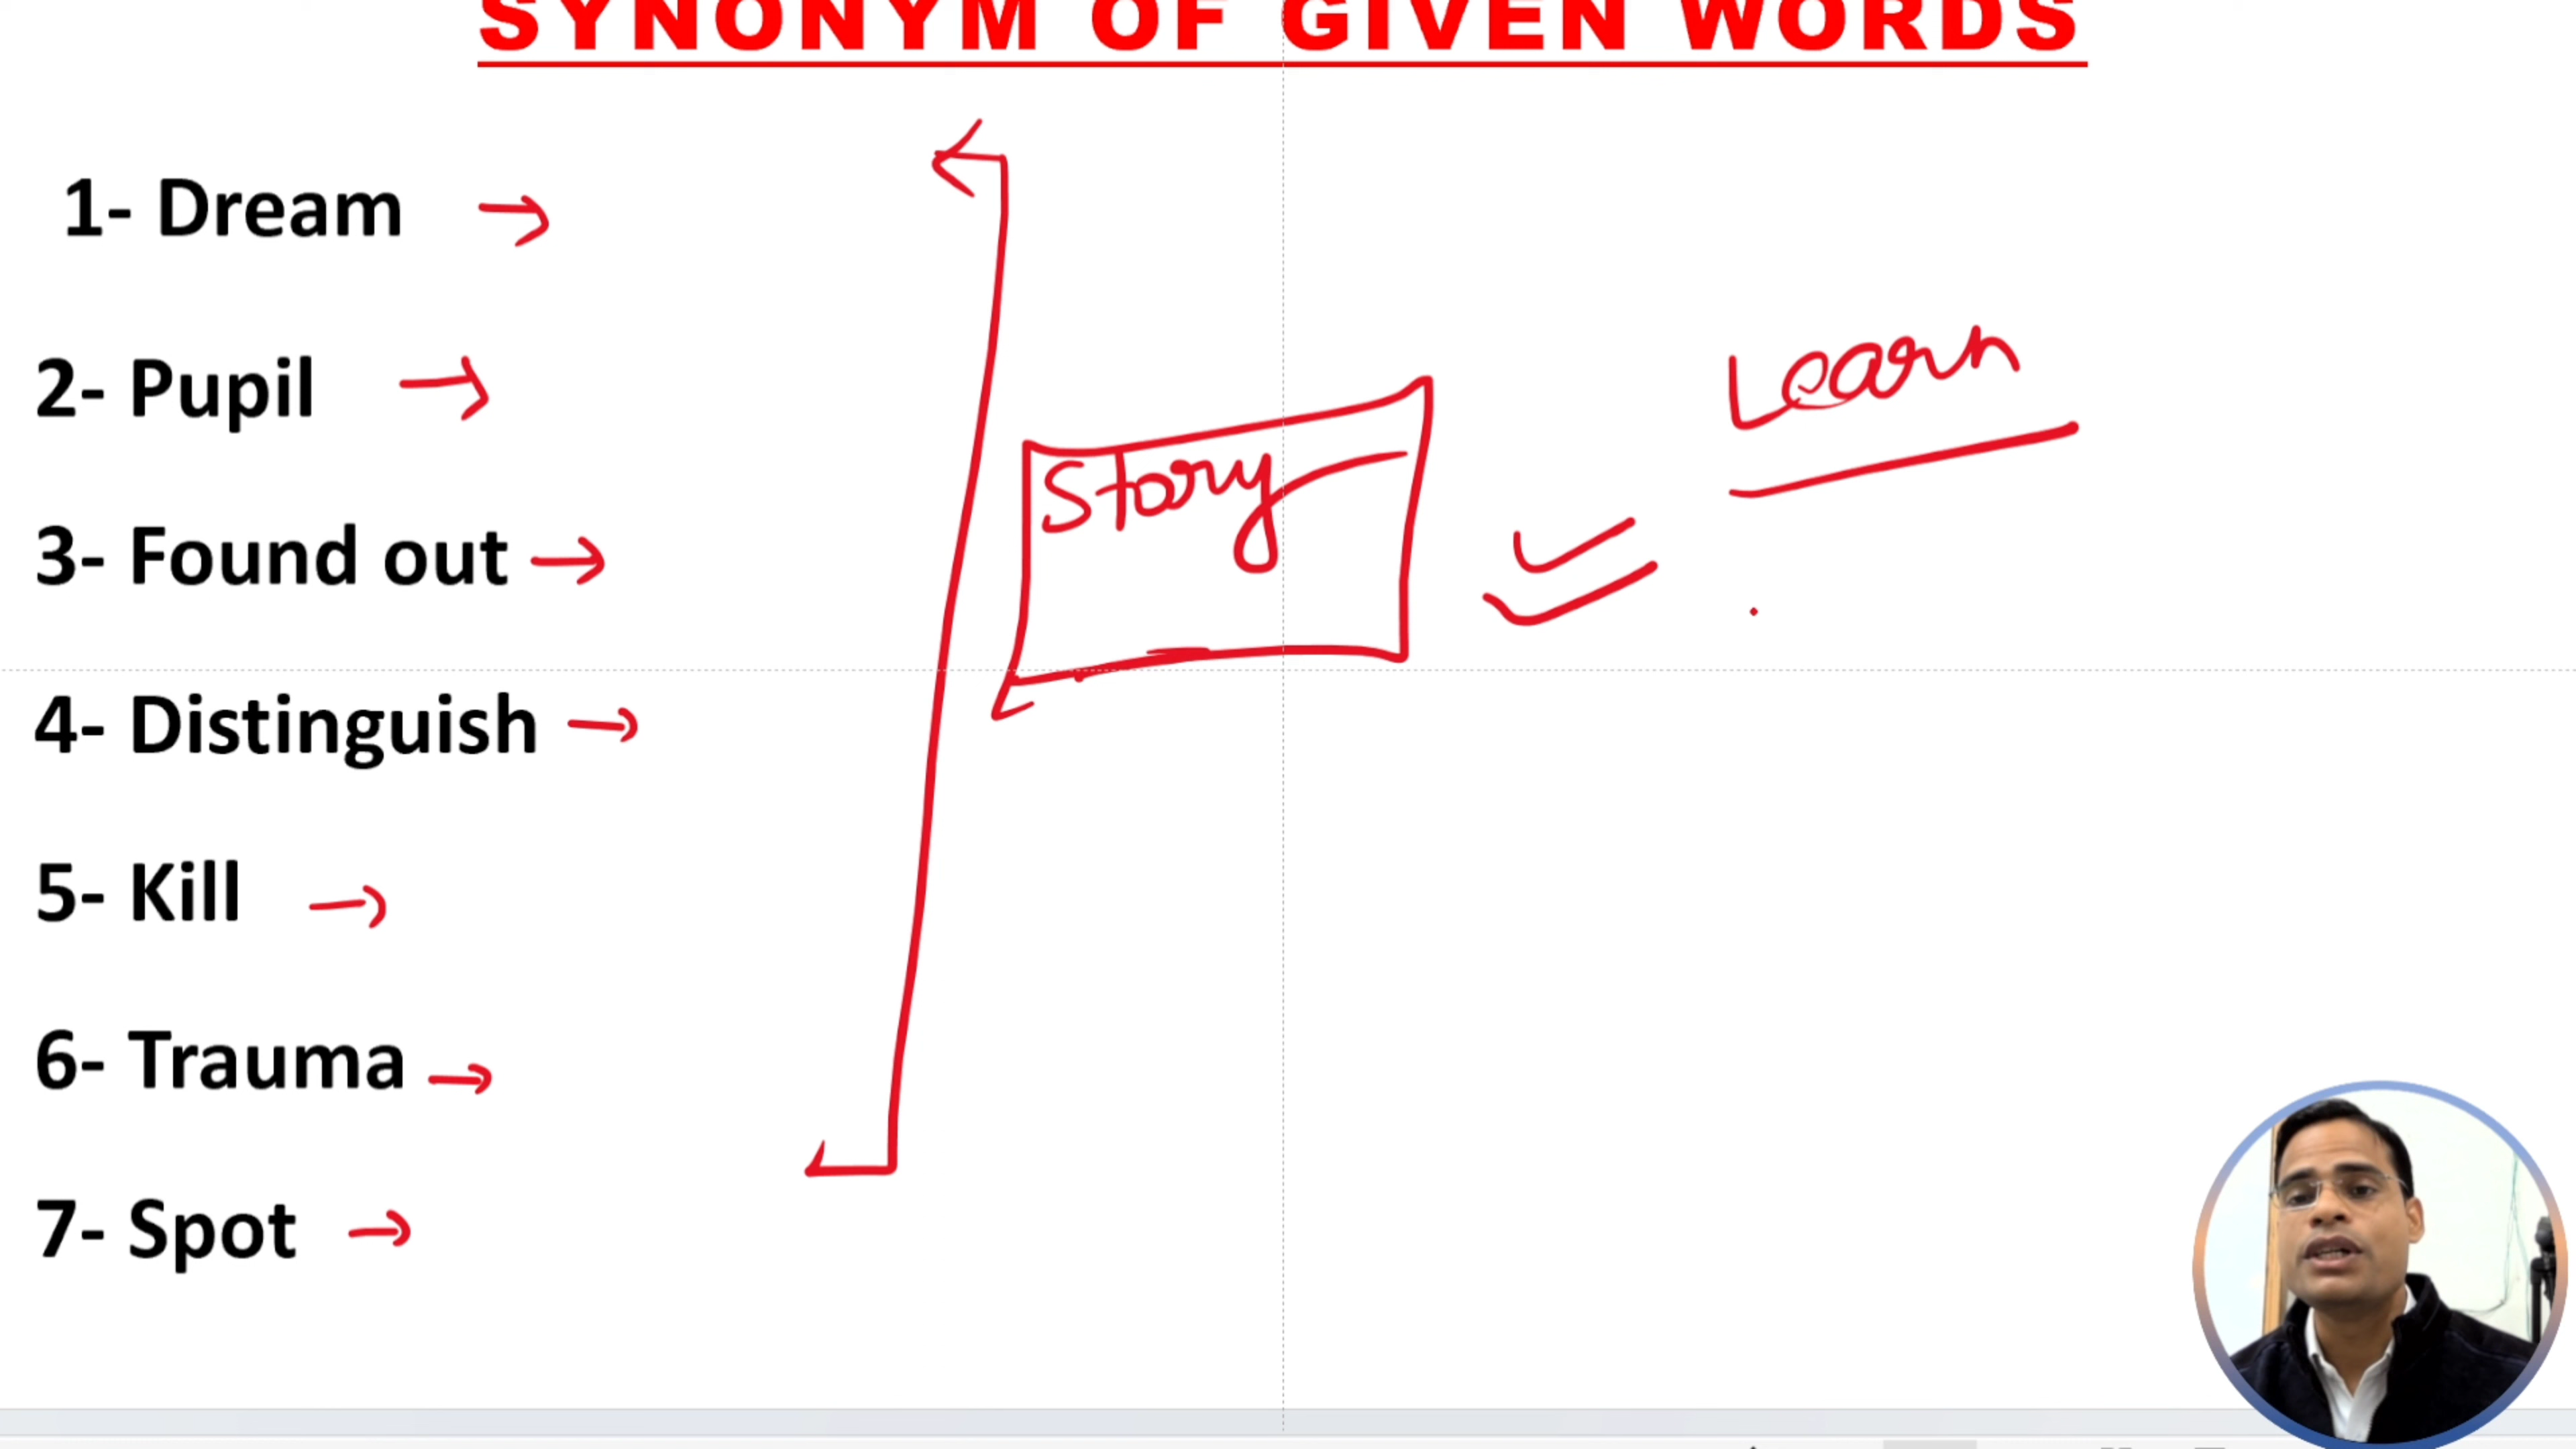 SYNONYM OF GIVEN WORDS
1- Dream
2- Pupil
3- Found out
4- Distinguish
5- Kill
6- Trauma
7- Spot
Story
Learn